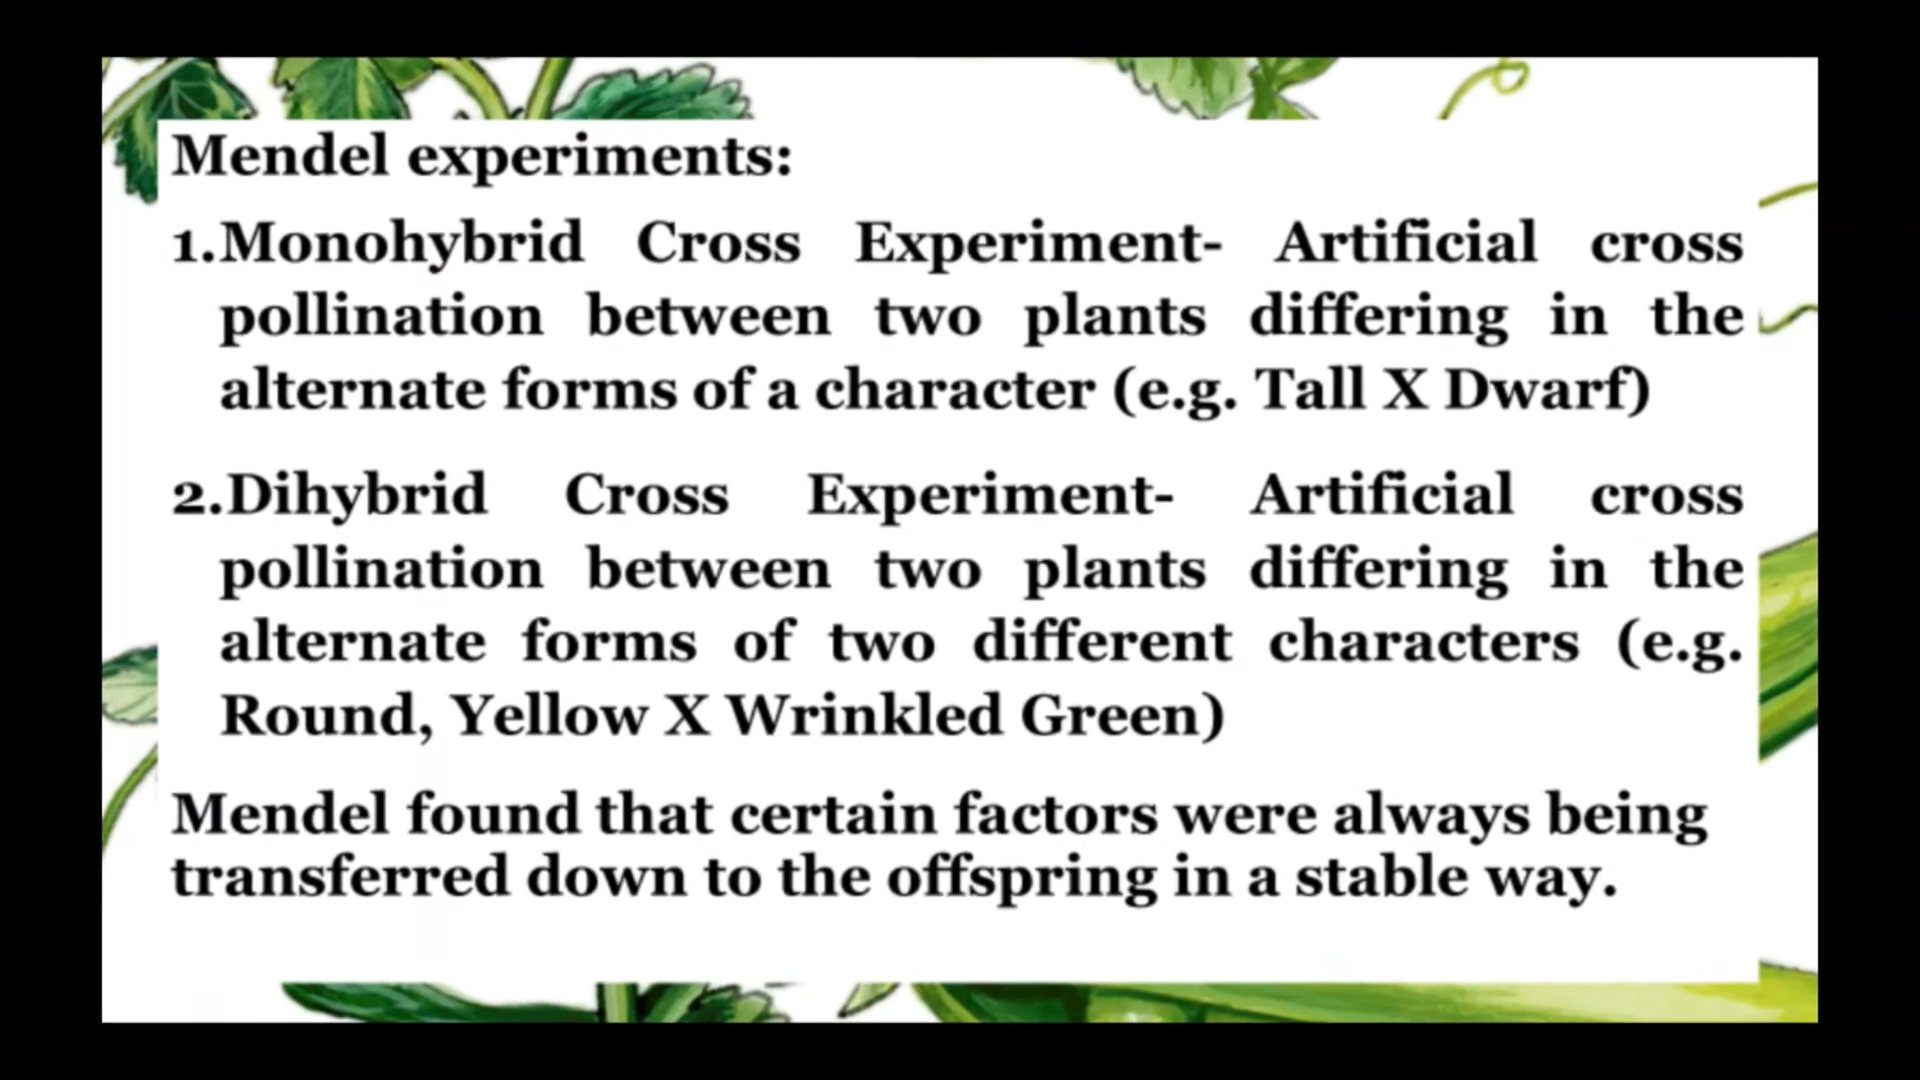 Mendel experiments:
1.Monohybrid Cross Experiment- Artificial cross
pollination between two plants differing in the
alternate forms of a character (e.g. Tall X Dwarf)
2.Dihybrid Cross Experiment- Artificial cross
pollination between two plants differing in the
alternate forms of two different characters (e.g.
Round, Yellow X Wrinkled Green)
Mendel found that certain factors were always being
transferred down to the offspring in a stable way.